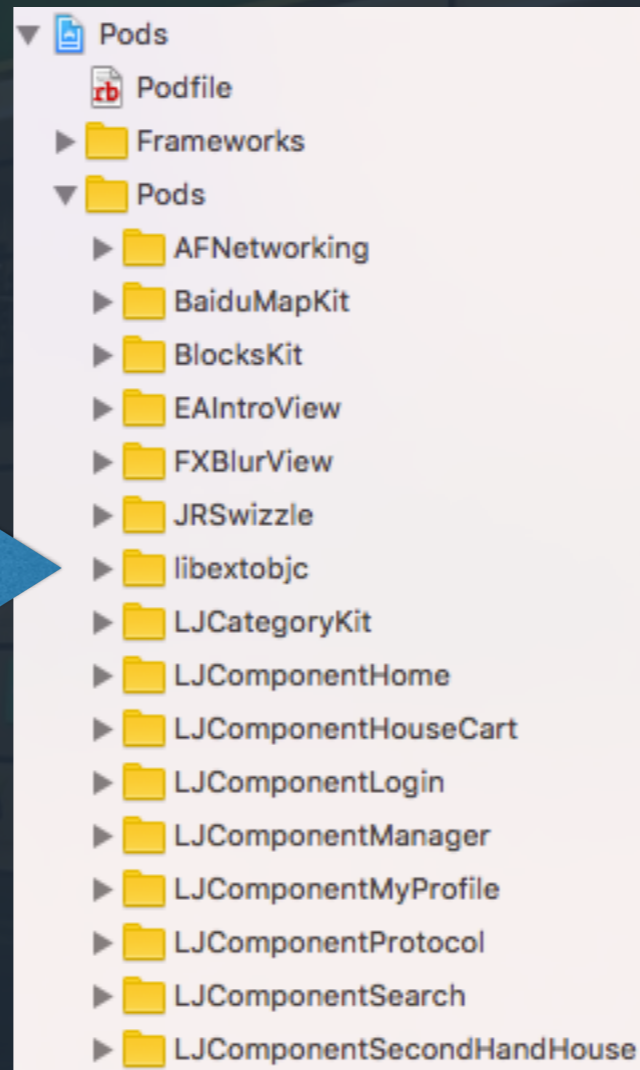 Pods
rb Podfile
Frameworks
Pods
AFNetworking
BaiduMapKit
BlocksKit
EAIntroView
FXBlurView
JRSwizzle
libextobjc
LJCategoryKit
LJComponentHome
LJComponentHouseCart
LJComponentLogin
LJComponentManager
LJComponentMyProfile
LJComponentProtocol
LJComponentSearch
LJComponentSecondHandHouse